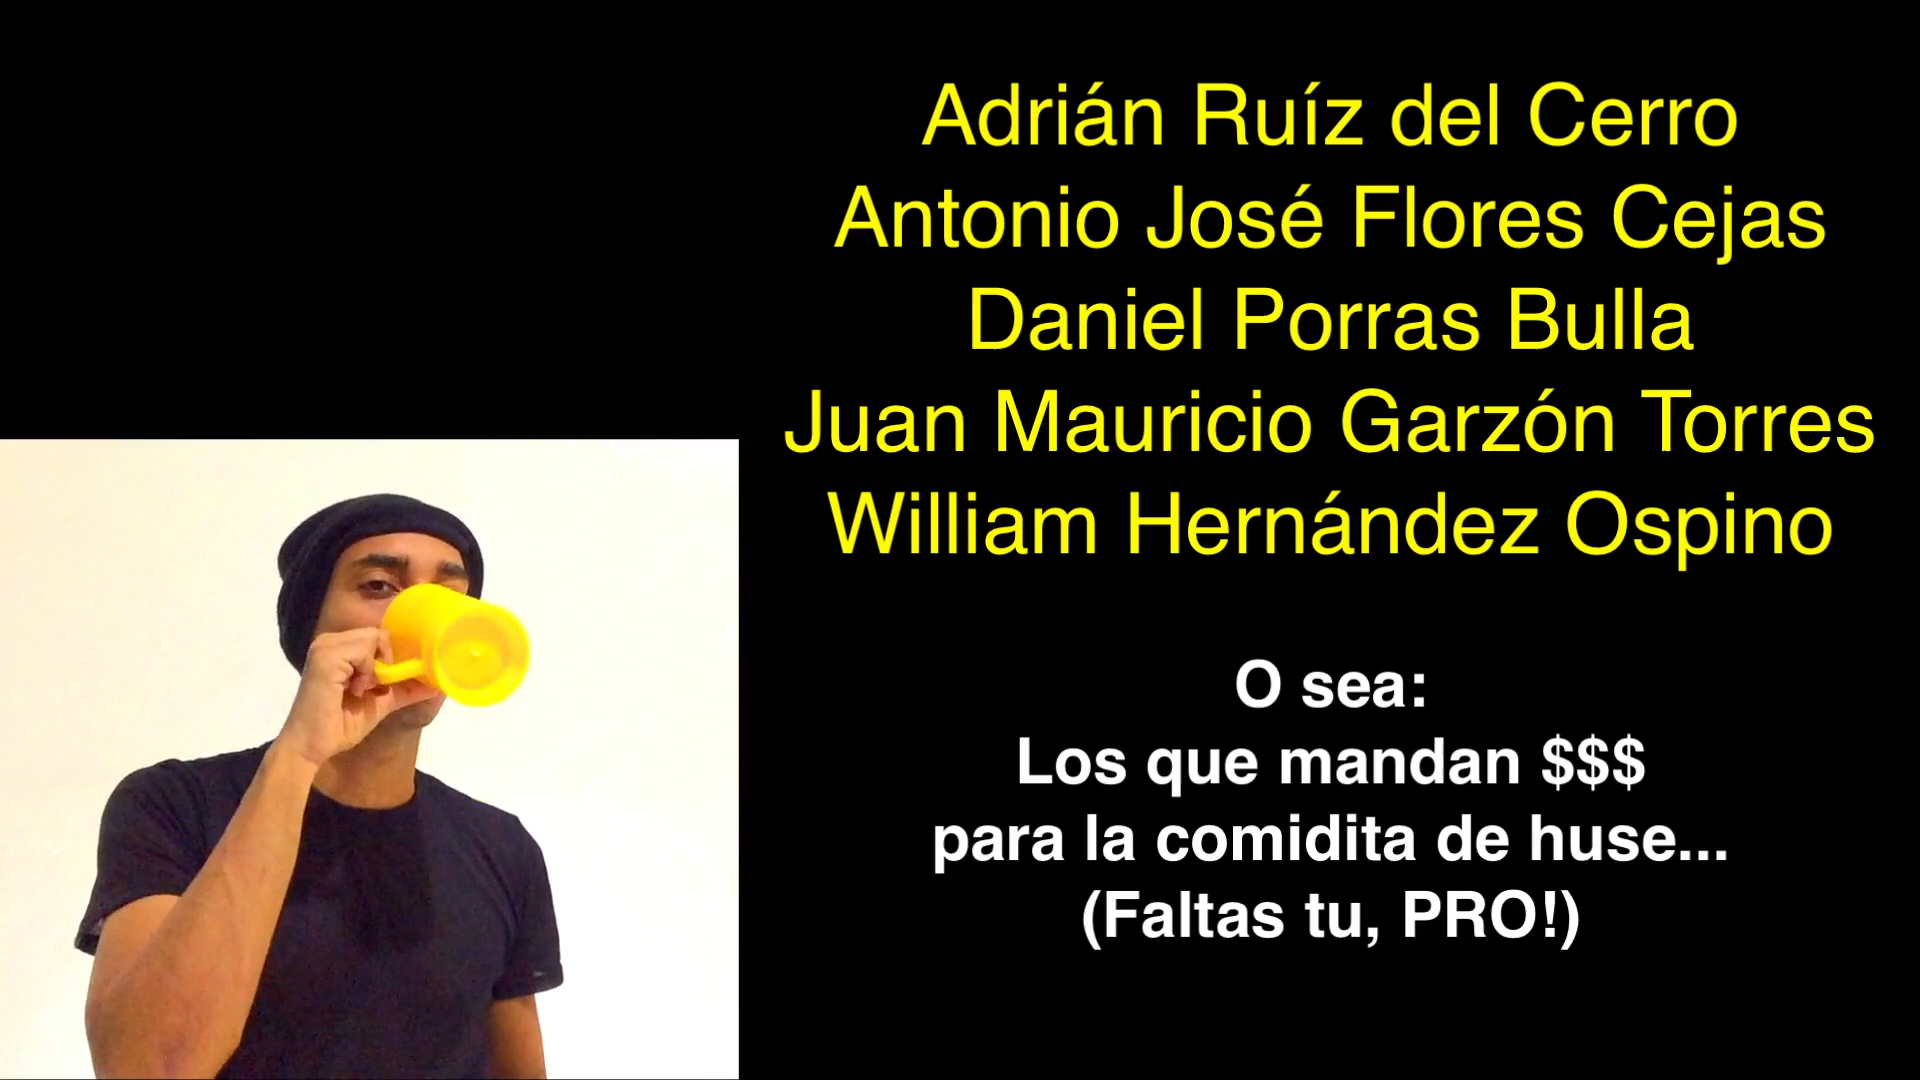 Adrián Ruíz del Cerro
Antonio José Flores Cejas
Daniel Porras Bulla
Juan Mauricio Garzón Torres
William Hernández Ospino
O sea:
Los que mandan $$$
para la comidita de huse...
(Faltas tu, PRO!)